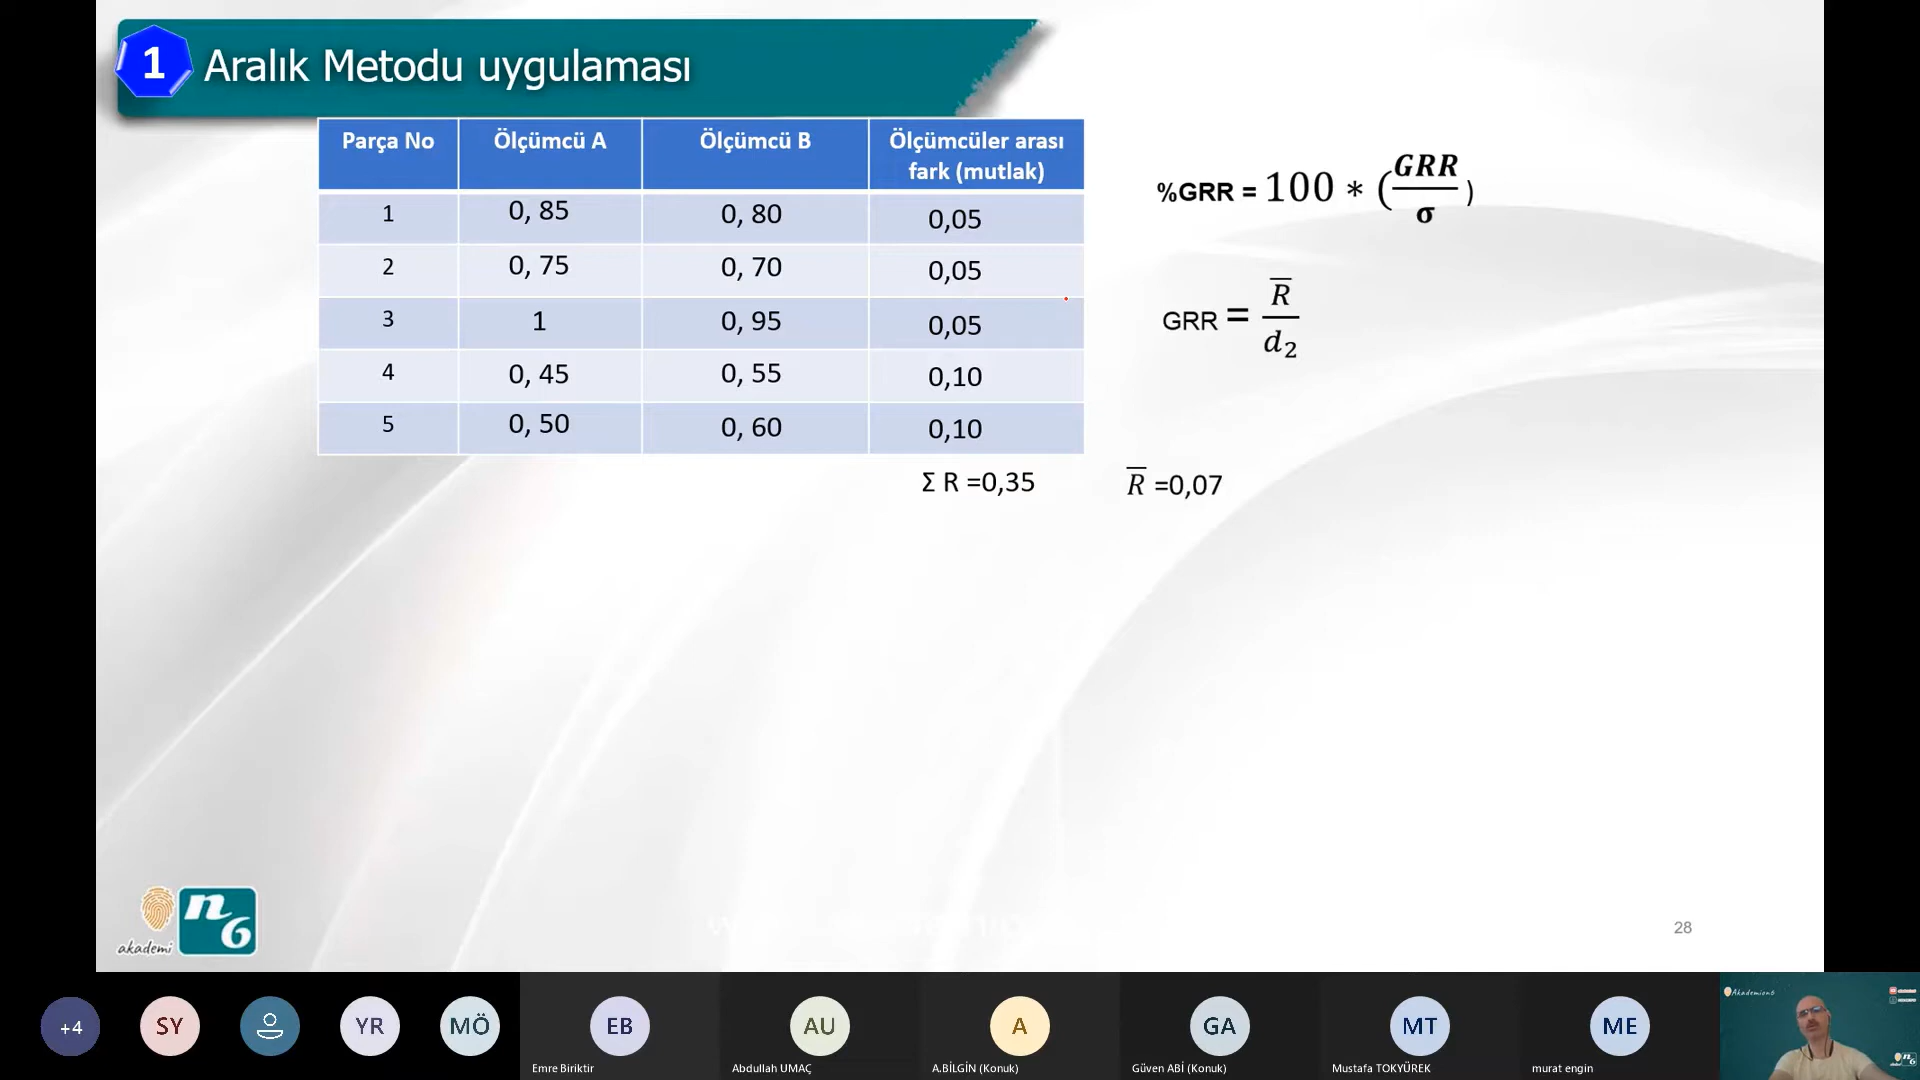 1 Aralık Metodu uygulaması
Parça No Ölçümcü A Ölçümcü B Ölçümcüler arası fark (mutlak)
1 0, 85 0, 80 0,05
2 0, 75 0, 70 0,05
3 1 0, 95 0,05
4 0, 45 0, 55 0,10
5 0, 50 0, 60 0,10
Σ R =0,35
R̅ =0,07
%GRR = 100 ∗ (GRR/σ)
GRR = R̅/d₂
akademi n6
28
+4 SY YR MÖ EB AU A GA MT ME
Emre Biriktir Abdullah UMAÇ A.BİLGİN (Konuk) Güven ABİ (Konuk) Mustafa TOKYÜREK murat engin